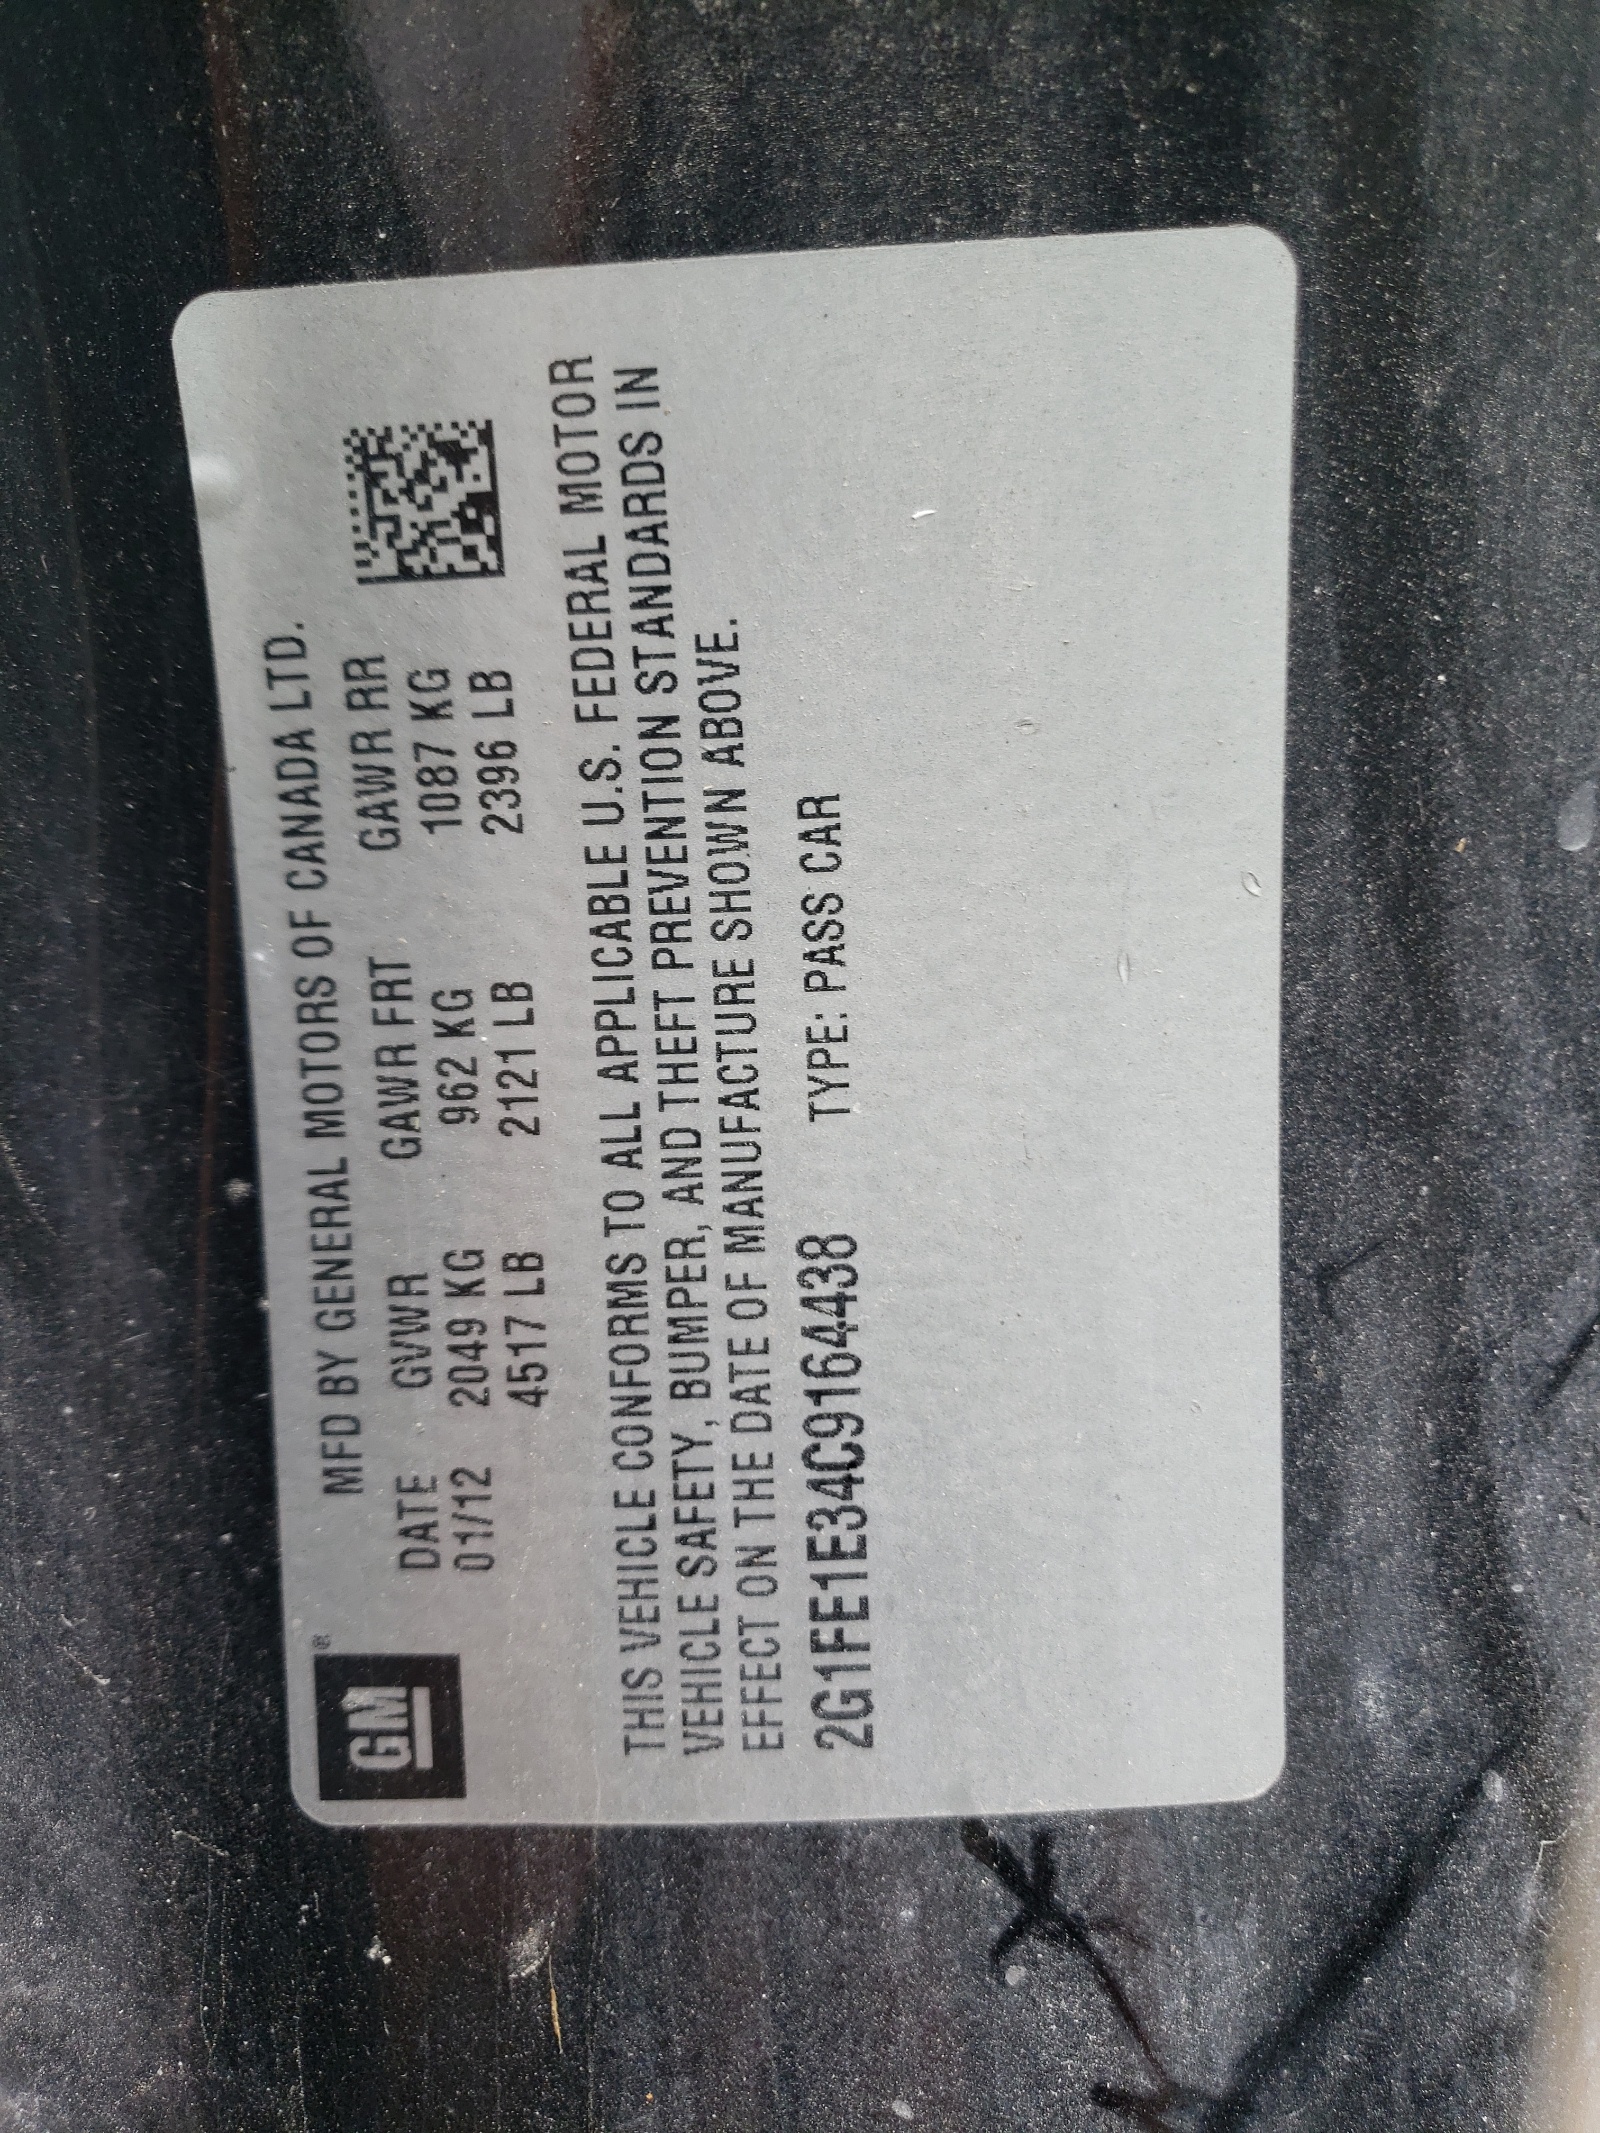 GM®
MFD BY GENERAL MOTORS OF CANADA LTD.
DATE GVWR GAWR FRT GAWR RR
01/12 2049 KG 962 KG 1087 KG
4517 LB 2121 LB 2396 LB
THIS VEHICLE CONFORMS TO ALL APPLICABLE U.S. FEDERAL MOTOR
VEHICLE SAFETY, BUMPER, AND THEFT PREVENTION STANDARDS IN
EFFECT ON THE DATE OF MANUFACTURE SHOWN ABOVE.
2G1FE1E34C9164438 TYPE: PASS CAR